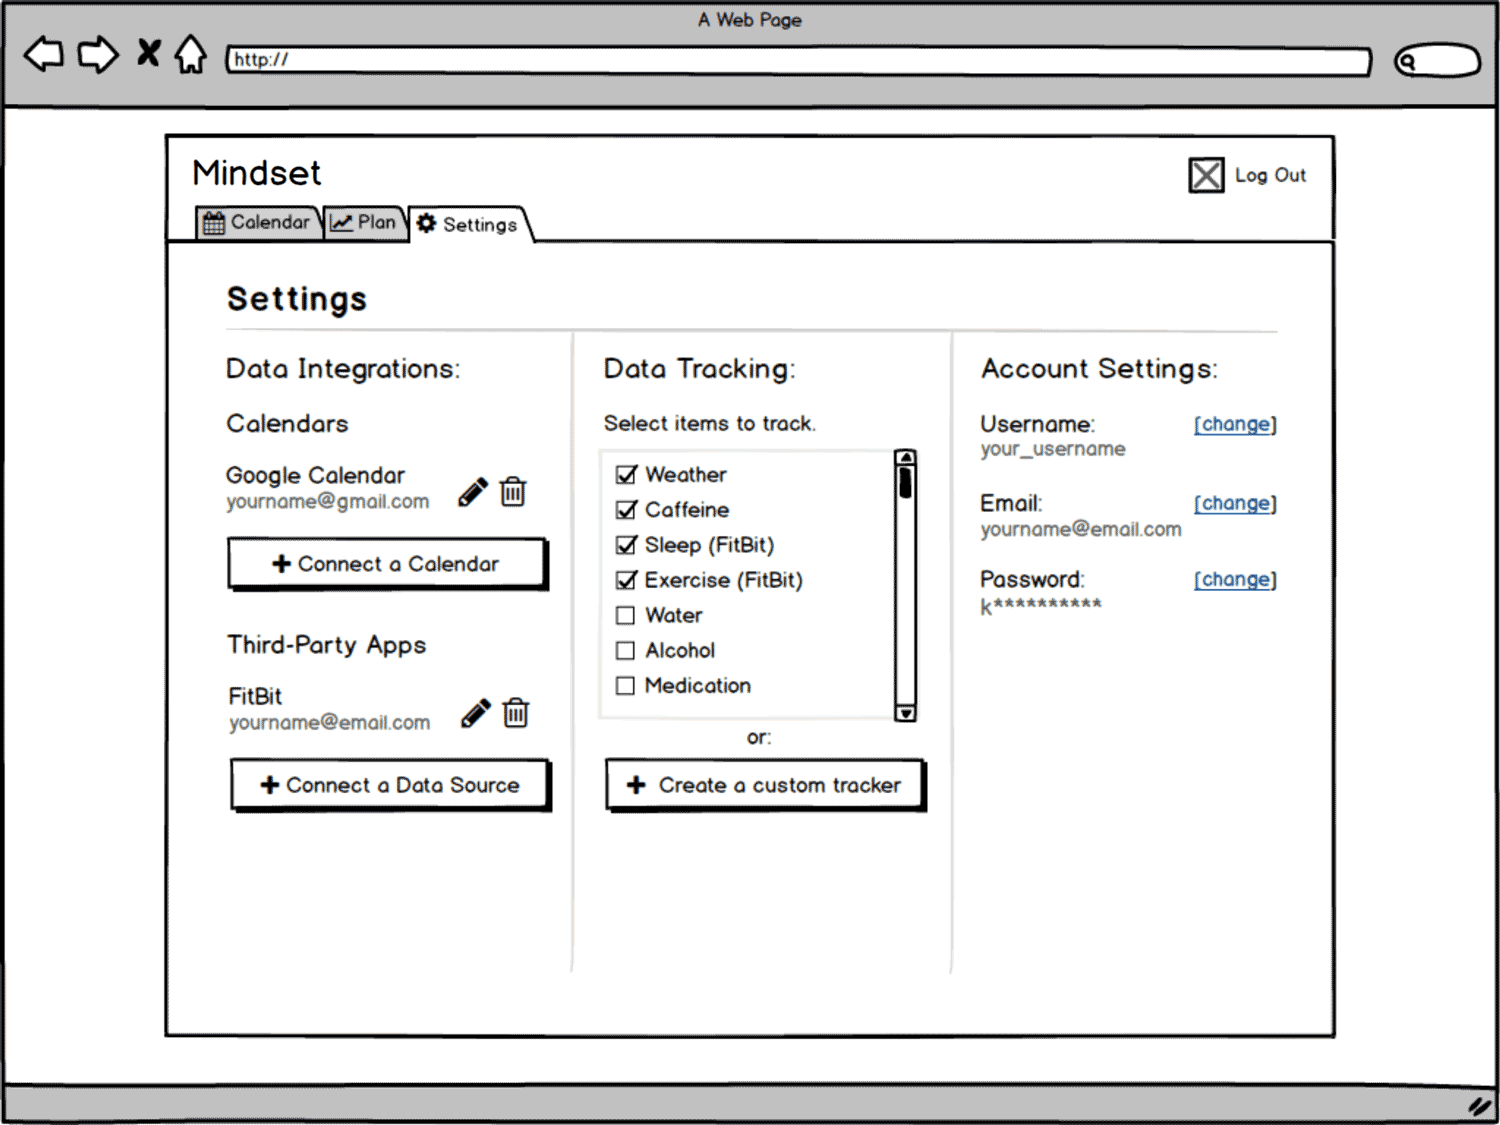 A Web Page
http://
Mindset
Log Out
Calendar
Plan
Settings
Settings
Data Integrations:
Calendars
Google Calendar
yourname@gmail.com
+ Connect a Calendar
Third-Party Apps
FitBit
yourname@email.com
+ Connect a Data Source
Data Tracking:
Select items to track.
Weather
Caffeine
Sleep (FitBit)
Exercise (FitBit)
Water
Alcohol
Medication
or:
+ Create a custom tracker
Account Settings:
Username: [change]
your_username
Email: [change]
yourname@email.com
Password: [change]
k**********